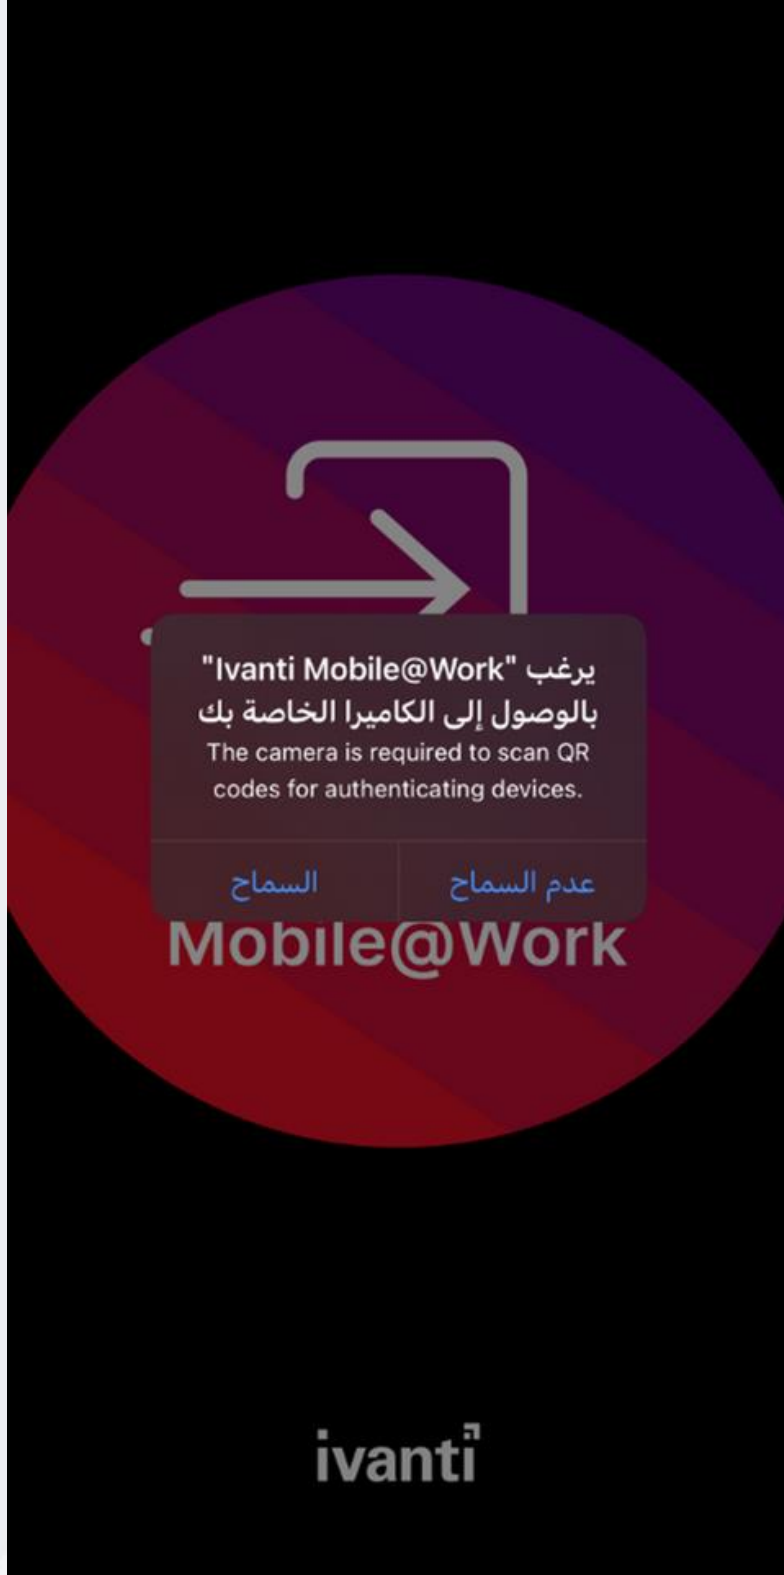 يرغب "Ivanti Mobile@Work"
بالوصول إلى الكاميرا الخاصة بك
The camera is required to scan QR
codes for authenticating devices.
عدم السماح
السماح
Mobile@Work
ivanti